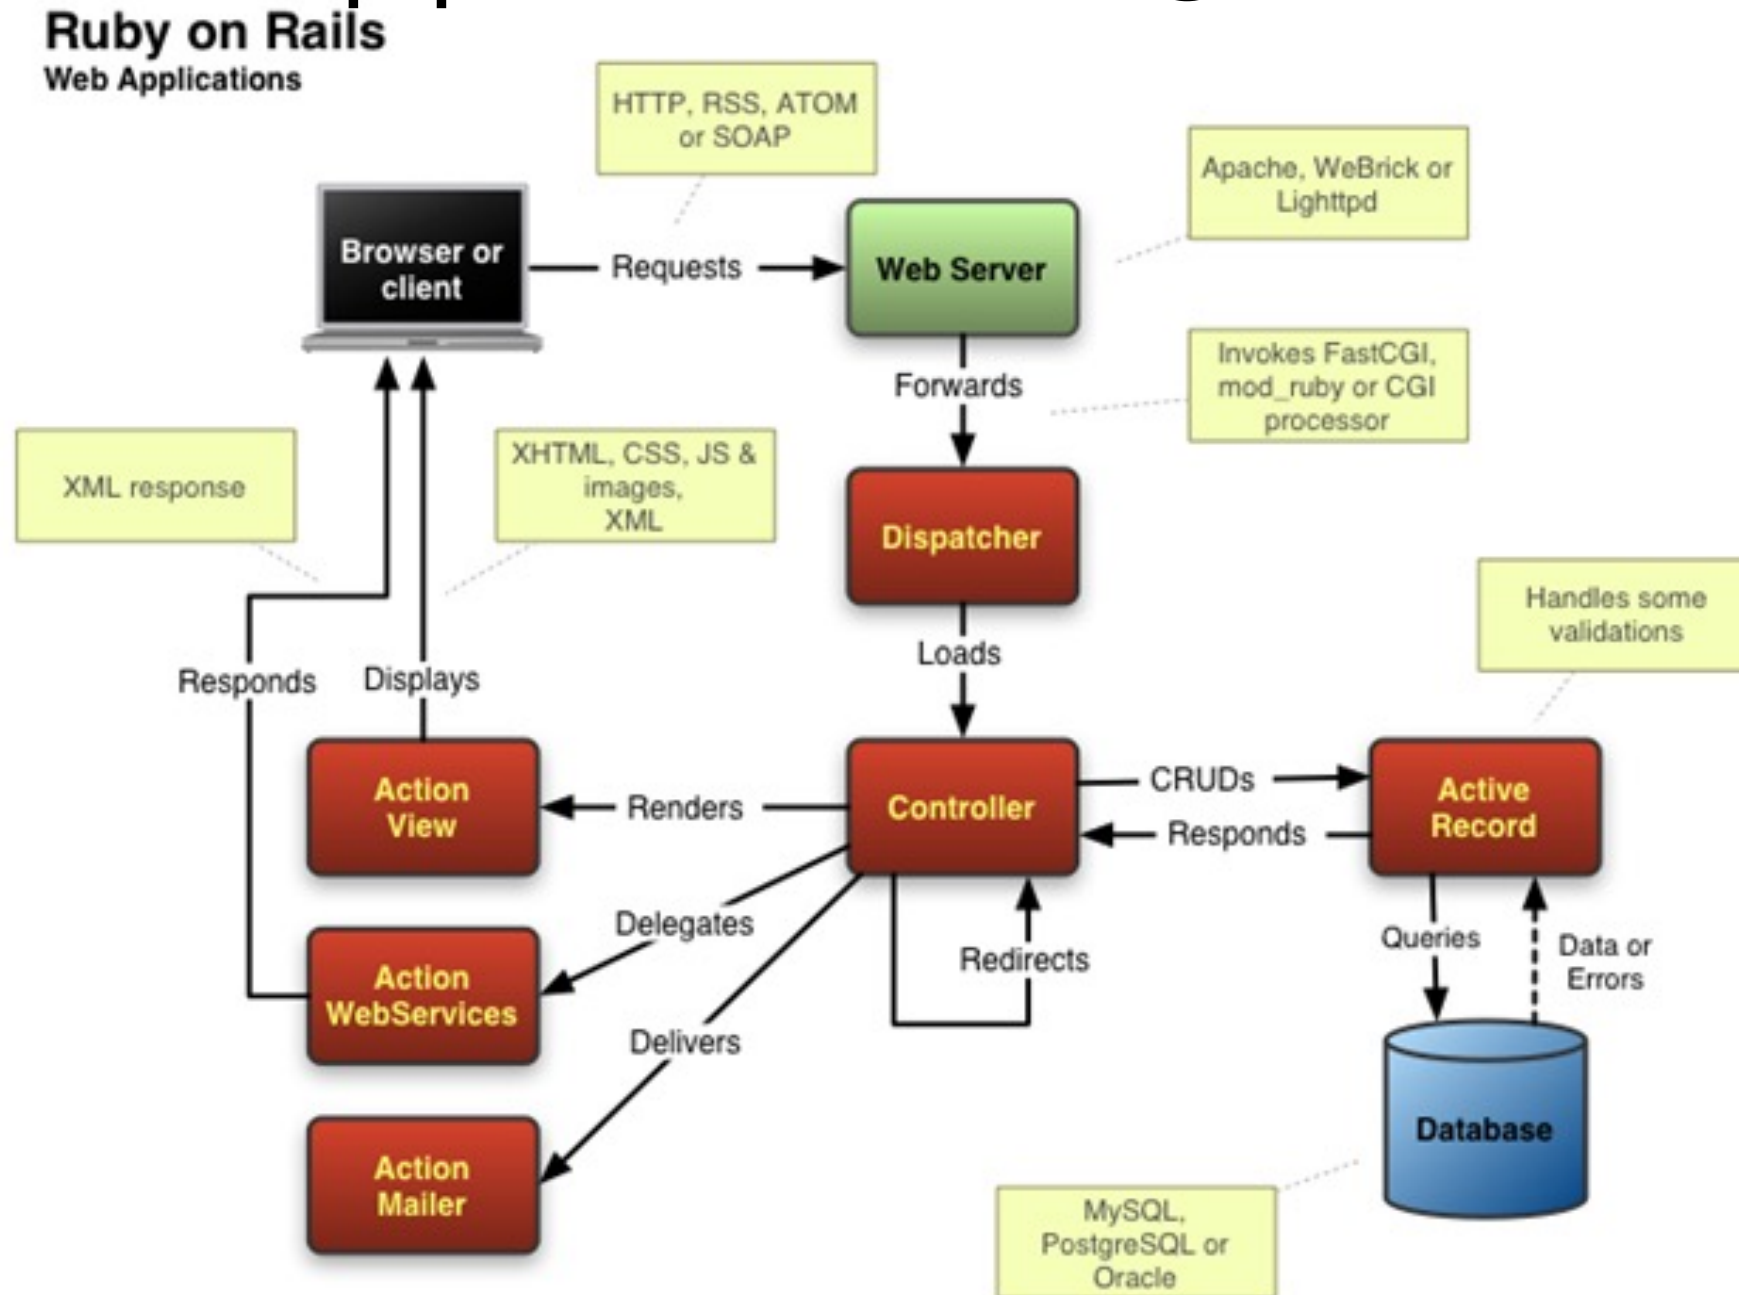 Ruby on Rails
Web Applications
HTTP, RSS, ATOM
or SOAP
Apache, WeBrick or
Lighttpd
Browser or
client
Requests
Web Server
Invokes FastCGI,
mod_ruby or CGI
processor
Forwards
XML response
XHTML, CSS, JS &
images,
XML
Dispatcher
Handles some
validations
Loads
Responds
Displays
Action
View
Renders
Controller
CRUDs
Responds
Active
Record
Delegates
Redirects
Queries
Data or
Errors
Action
WebServices
Delivers
Database
Action
Mailer
MySQL,
PostgreSQL or
Oracle